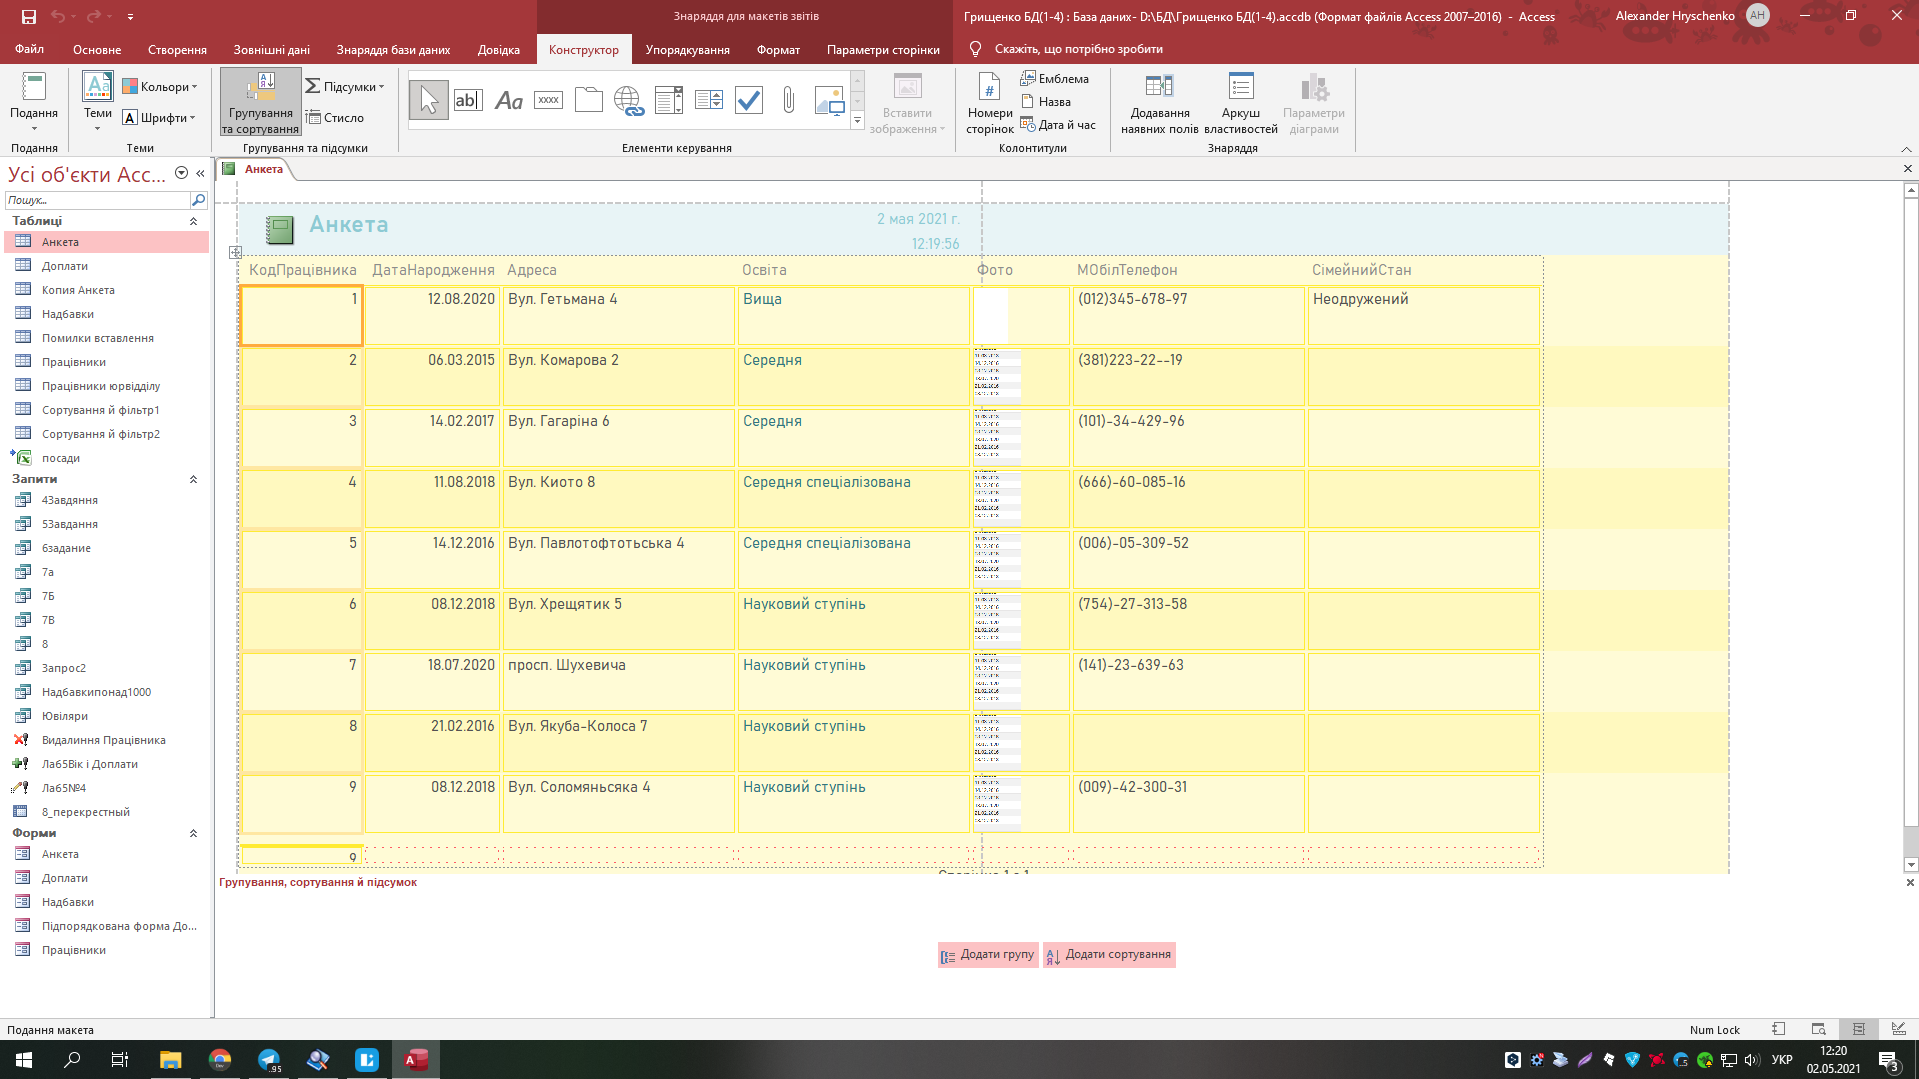 Знаряддя для макетів звітів
Грищенко БД(1-4) : База даних- D:\БД\Грищенко БД(1-4).accdb (Формат файлів Access 2007–2016) - Access
Alexander Hryschenko
AH
Файл
Основне
Створення
Зовнішні дані
Знаряддя бази даних
Довідка
Конструктор
Упорядкування
Формат
Параметри сторінки
Скажіть, що потрібно зробити
Подання
Теми
Кольори
Шрифти
Групування та сортування
Підсумки
Стисло
Вставити зображення
Номери сторінок
Емблема
Назва
Дата й час
Додавання наявних полів
Аркуш властивостей
Параметри діаграми
Подання
Теми
Групування та підсумки
Елементи керування
Колонтитули
Знаряддя
Усі об'єкти Acc...
Пошук...
Таблиці
Анкета
Доплати
Копия Анкета
Надбавки
Помилки вставлення
Працівники
Працівники юрвідділу
Сортування й фільтр1
Сортування й фільтр2
посади
Запити
4Завдяння
5Завдання
6задание
7а
7Б
7В
8
Запрос2
Надбавкипонад1000
Ювіляри
Видалиння Працівника
Ла65Вік і Доплати
Ла65№4
8_перекрестный
Форми
Анкета
Доплати
Надбавки
Підпорядкована форма До...
Працівники
Анкета
Анкета
2 мая 2021 г.
12:19:56
КодПрацівника ДатаНародження Адреса Освіта Фото МОбілТелефон СімейнийСтан
1 12.08.2020 Вул. Гетьмана 4 Вища (012)345-678-97 Неодружений
2 06.03.2015 Вул. Комарова 2 Середня (381)223-22--19
3 14.02.2017 Вул. Гагаріна 6 Середня (101)-34-429-96
4 11.08.2018 Вул. Киото 8 Середня спеціалізована (666)-60-085-16
5 14.12.2016 Вул. Павлотофтотьська 4 Середня спеціалізована (006)-05-309-52
6 08.12.2018 Вул. Хрещятик 5 Науковий ступінь (754)-27-313-58
7 18.07.2020 просп. Шухевича Науковий ступінь (141)-23-639-63
8 21.02.2016 Вул. Якуба-Колоса 7 Науковий ступінь
9 08.12.2018 Вул. Соломяньсяка 4 Науковий ступінь (009)-42-300-31
9
Групування, сортування й підсумок
Додати групу
Додати сортування
Подання макета
Num Lock
УКР
12:20
02.05.2021
3